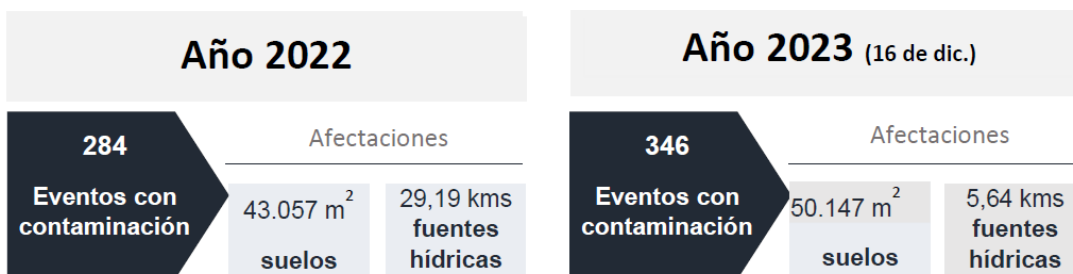 Año 2022
284
Eventos con
contaminación
Afectaciones
43.057 m²
suelos
29,19 kms
fuentes
hídricas
Año 2023 (16 de dic.)
346
Eventos con
contaminación
Afectaciones
50.147 m²
suelos
5,64 kms
fuentes
hídricas